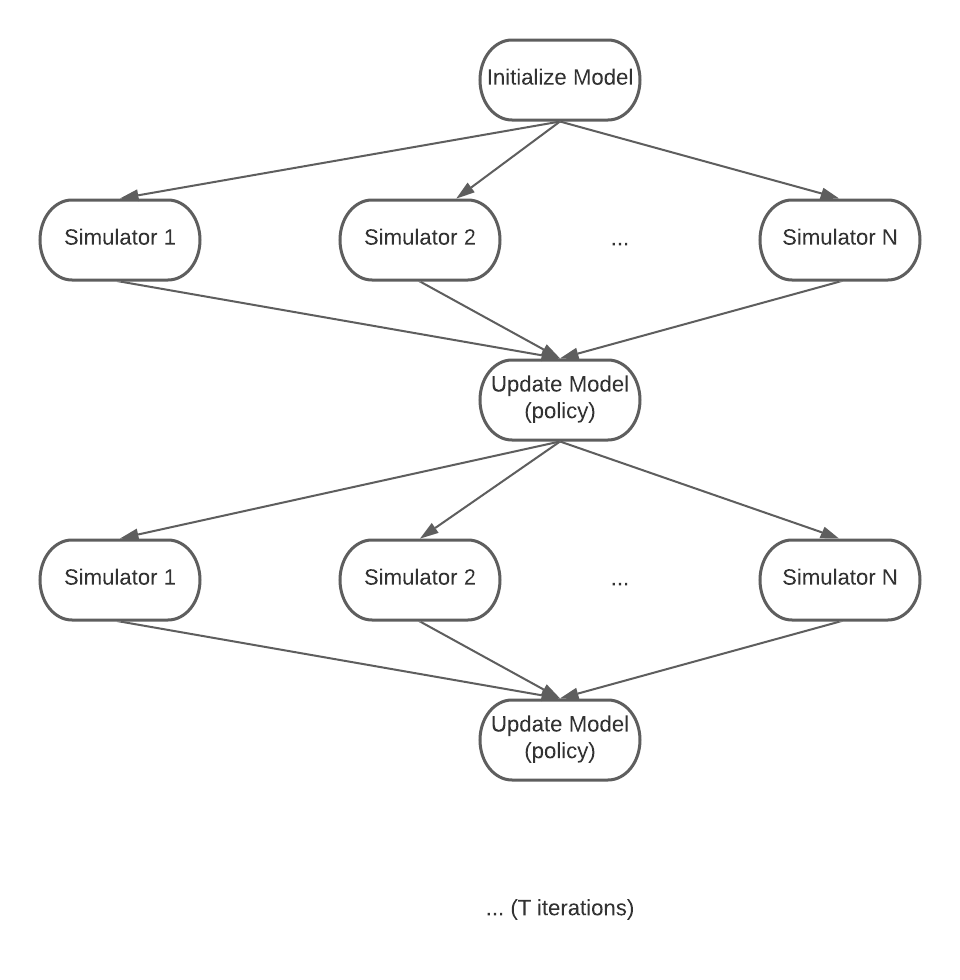 Initialize Model
Simulator 1
Simulator 2
...
Simulator N
Update Model
(policy)
Simulator 1
Simulator 2
...
Simulator N
Update Model
(policy)
... (T iterations)